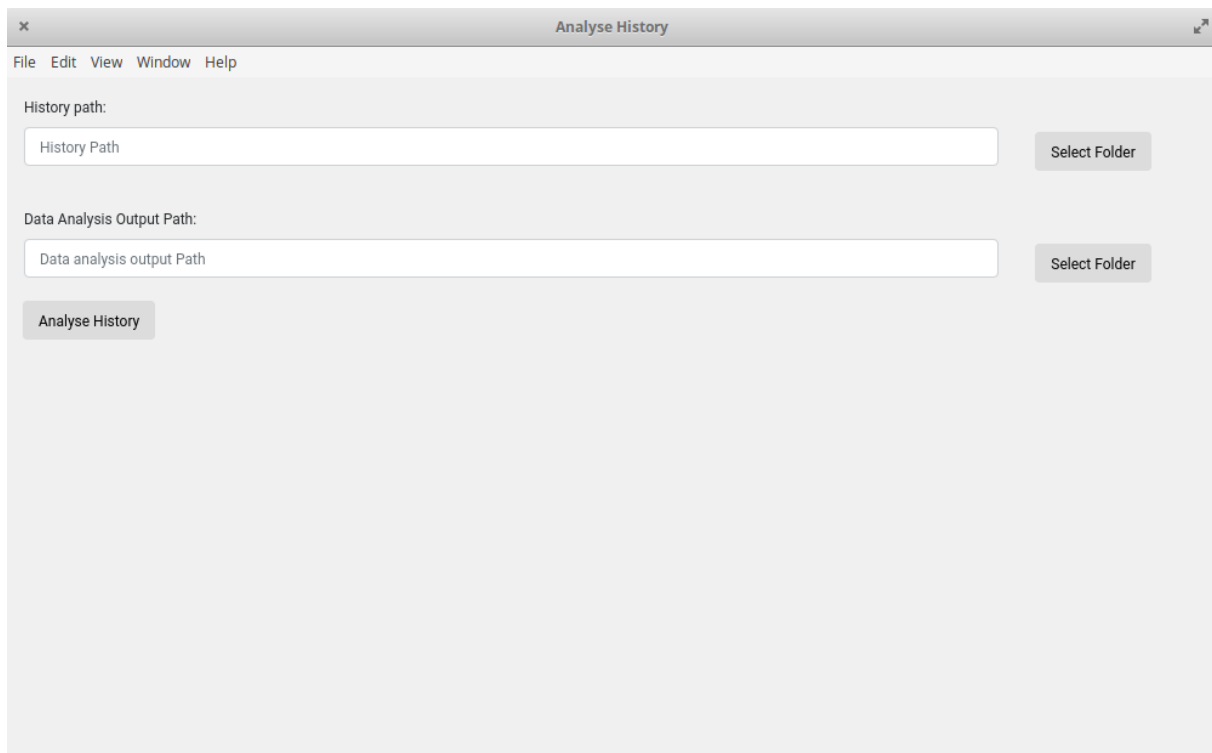 Analyse History
File Edit View Window Help
History path:
History Path
Select Folder
Data Analysis Output Path:
Data analysis output Path
Select Folder
Analyse History